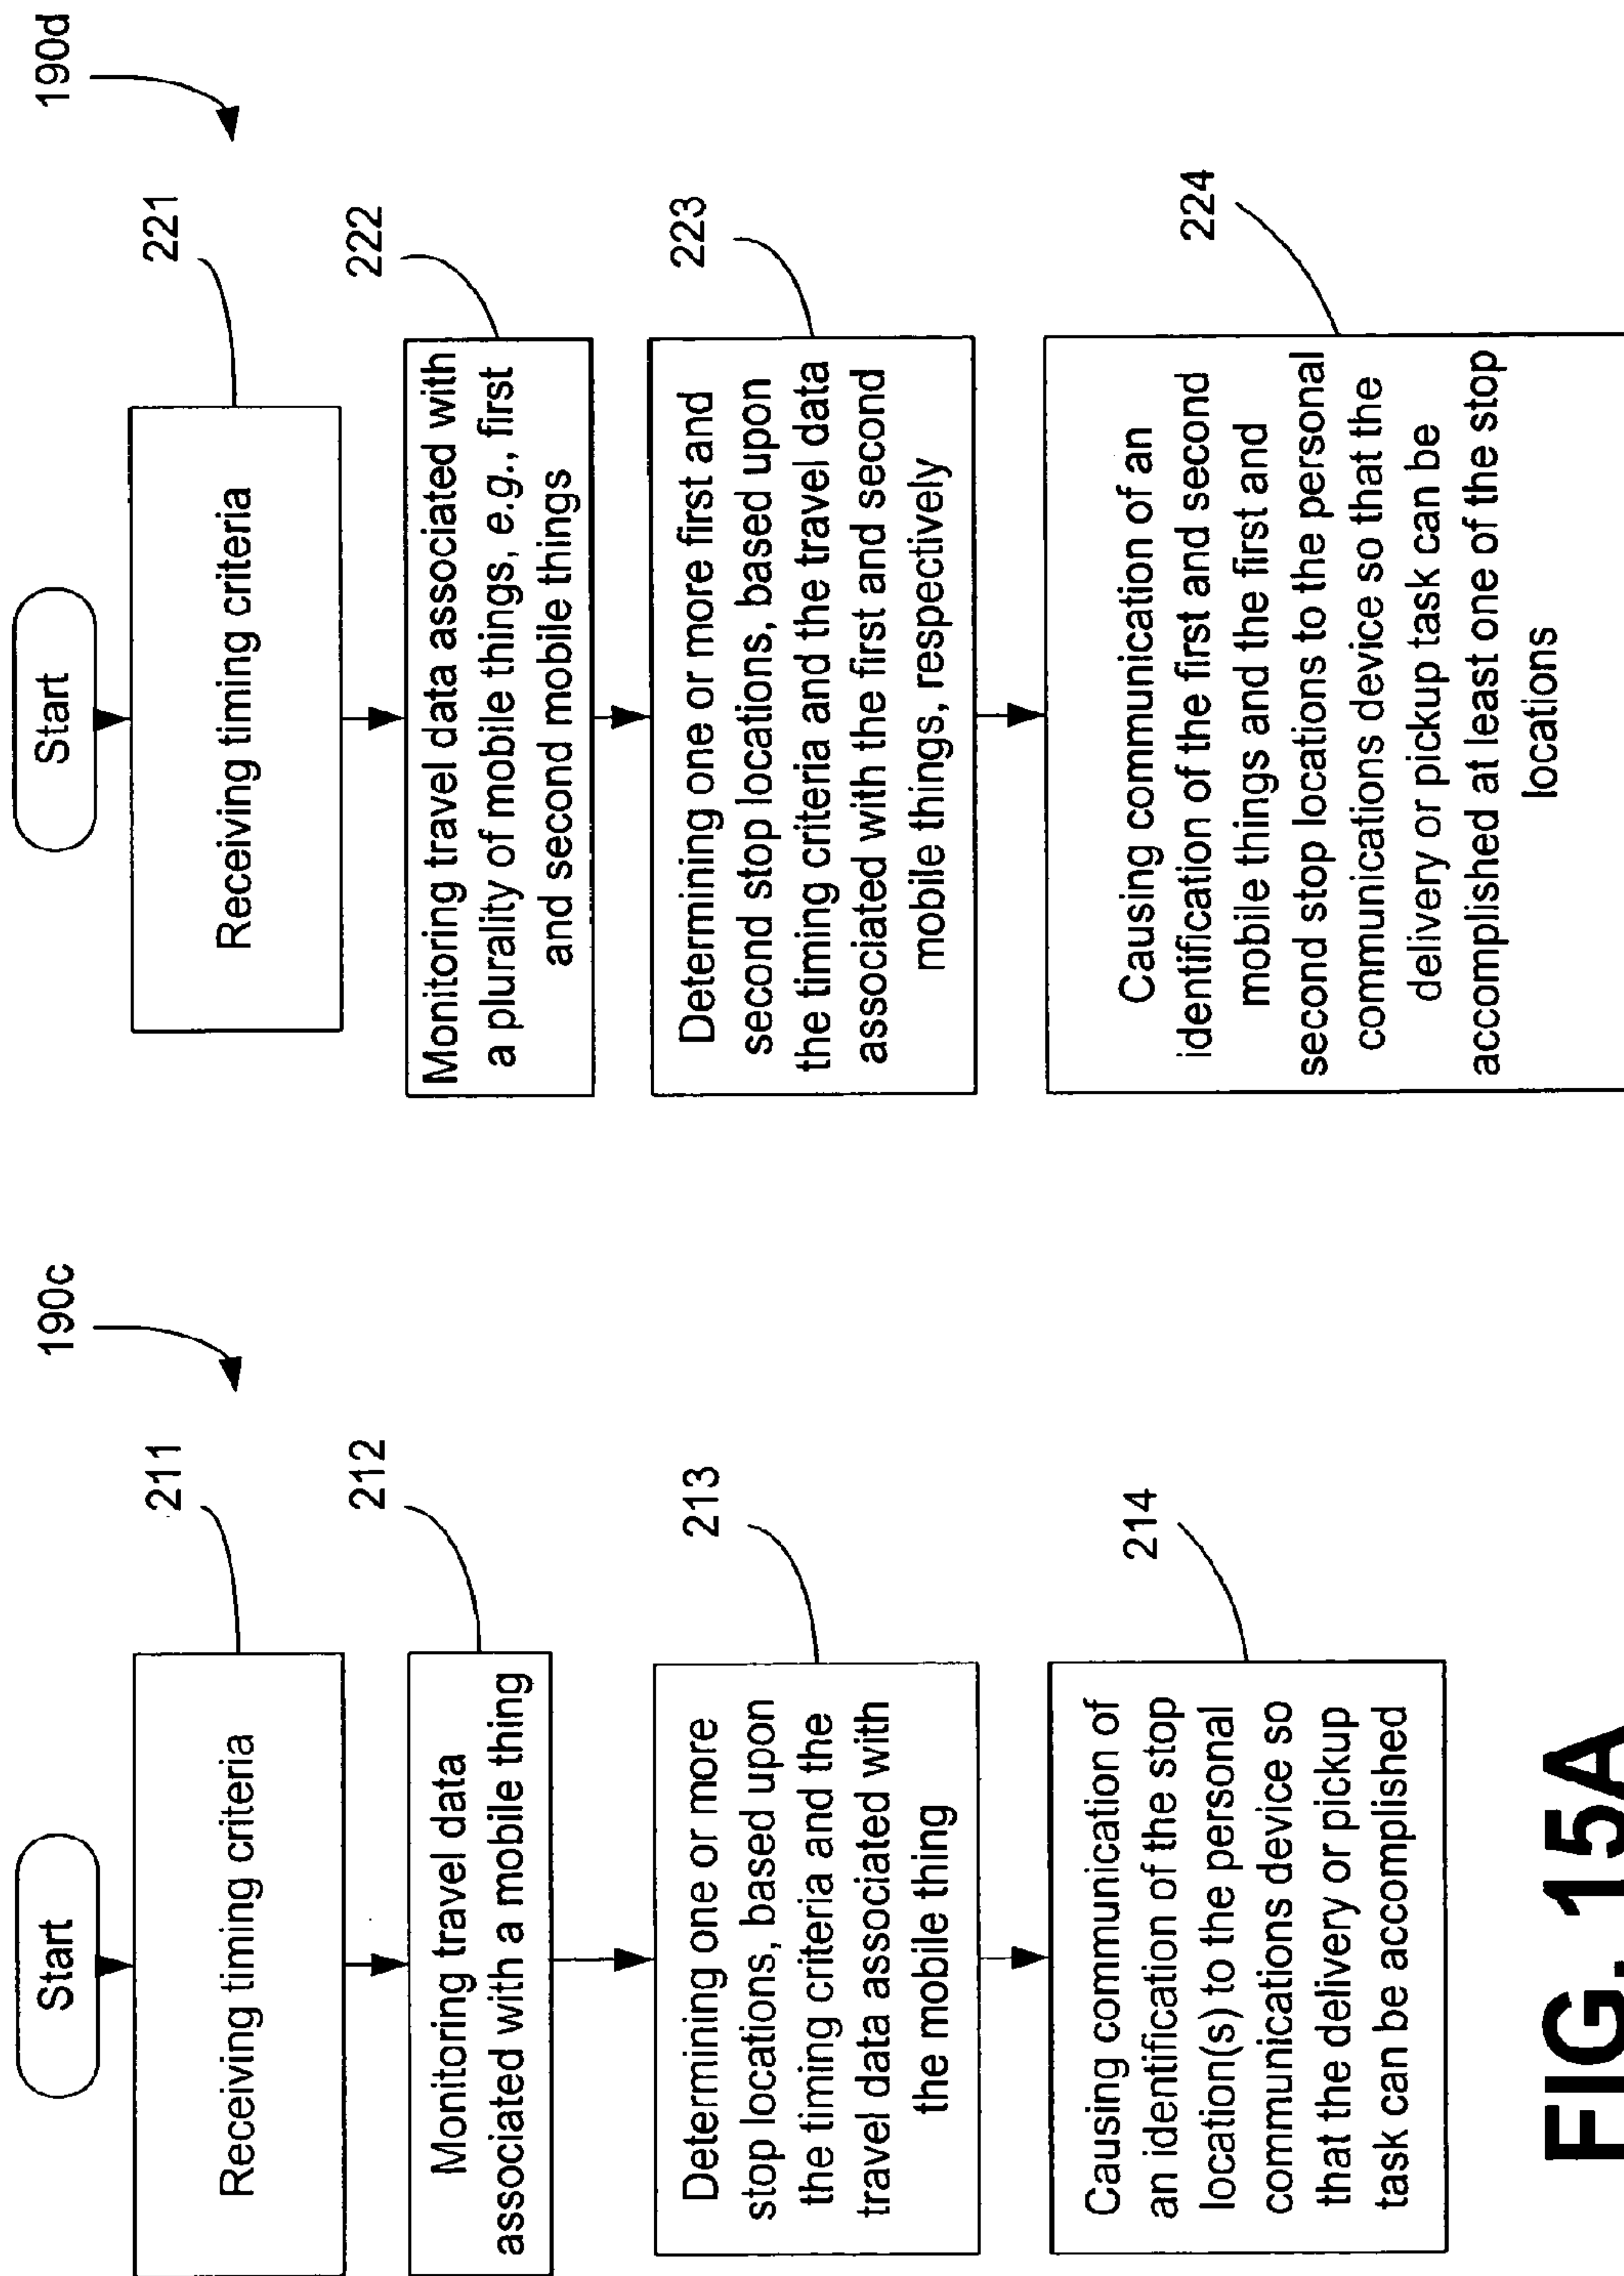 190c
Start
211
Receiving timing criteria
212
Monitoring travel data
associated with a mobile thing
213
Determining one or more
stop locations, based upon
the timing criteria and the
travel data associated with
the mobile thing
214
Causing communication of
an identification of the stop
location(s) to the personal
communications device so
that the delivery or pickup
task can be accomplished
FIG. 15A
190d
Start
221
Receiving timing criteria
222
Monitoring travel data associated with
a plurality of mobile things, e.g., first
and second mobile things
223
Determining one or more first and
second stop locations, based upon
the timing criteria and the travel data
associated with the first and second
mobile things, respectively
224
Causing communication of an
identification of the first and second
mobile things and the first and
second stop locations to the personal
communications device so that the
delivery or pickup task can be
accomplished at least one of the stop
locations